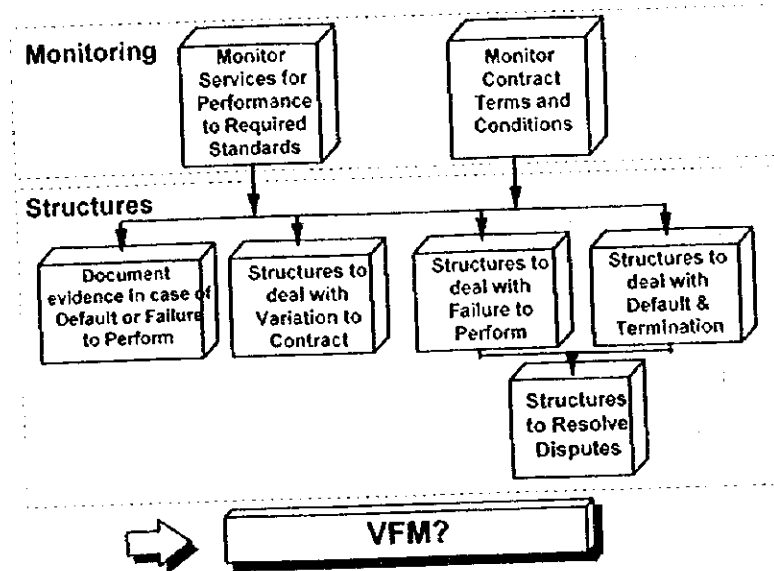 Monitoring
Monitor
Services for
Performance
to Required
Standards
Monitor
Contract
Terms and
Conditions
Structures
Document
evidence in case of
Default or Failure
to Perform
Structures to
deal with
Variation to
Contract
Structures to
deal with
Failure to
Perform
Structures to
deal with
Default &
Termination
Structures
to Resolve
Disputes
VFM?